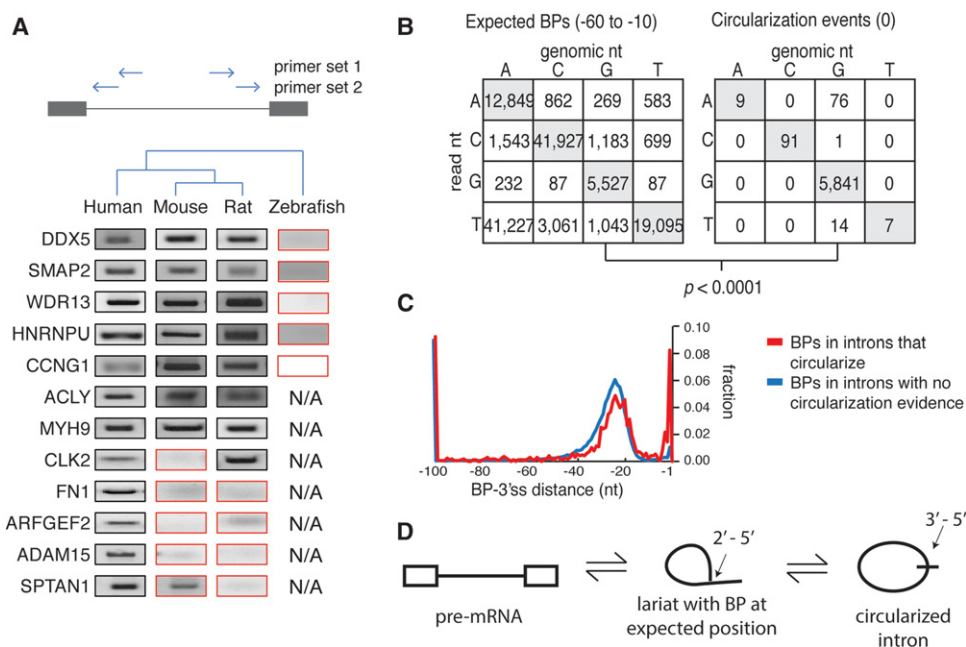 A
primer set 1
primer set 2
Human Mouse Rat Zebrafish
DDX5
SMAP2
WDR13
HNRNPU
CCNG1
ACLY N/A
MYH9 N/A
CLK2 N/A
FN1 N/A
ARFGEF2 N/A
ADAM15 N/A
SPTAN1 N/A
B
Expected BPs (-60 to -10)
genomic nt
A C G T
read nt
A 12,849 862 269 583
C 1,543 41,927 1,183 699
G 232 87 5,527 87
T 41,227 3,061 1,043 19,095
Circularization events (0)
genomic nt
A C G T
A 9 0 76 0
C 0 91 1 0
G 0 0 5,841 0
T 0 0 14 7
p < 0.0001
C
0.10
0.08
0.06
0.04
0.02
0.00
fraction
-100 -80 -60 -40 -20 -1
BP-3'ss distance (nt)
BPs in introns that
circularize
BPs in introns with no
circularization evidence
D
pre-mRNA
2' - 5'
lariat with BP at
expected position
3' - 5'
circularized
intron